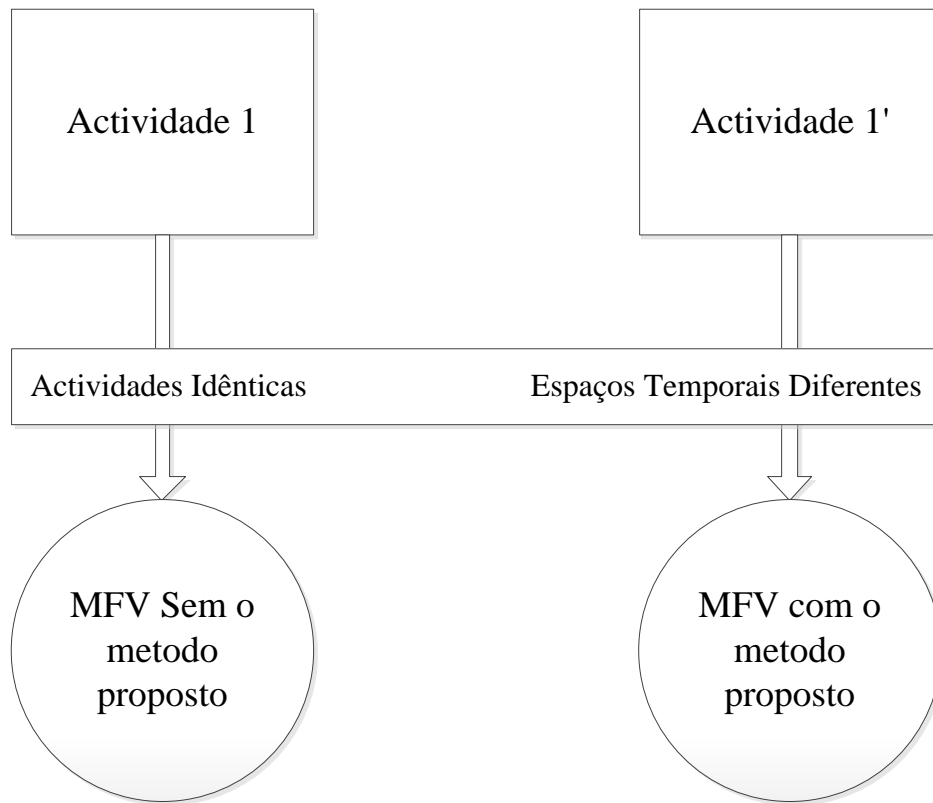 Actividade 1
Actividade 1'
Actividades Idênticas
Espaços Temporais Diferentes
MFV Sem o
metodo
proposto
MFV com o
metodo
proposto